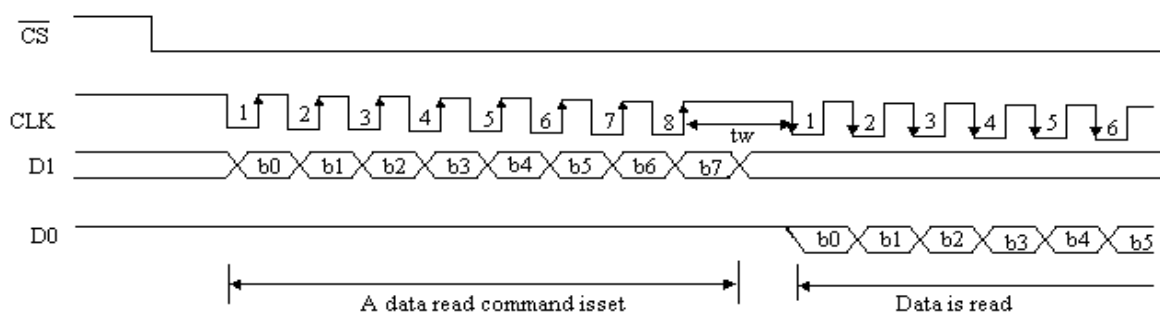 CS
CLK 1 2 3 4 5 6 7 8 1 2 3 4 5 6
tw
D1 b0 b1 b2 b3 b4 b5 b6 b7
D0 b0 b1 b2 b3 b4 b5
A data read command isset Data is read